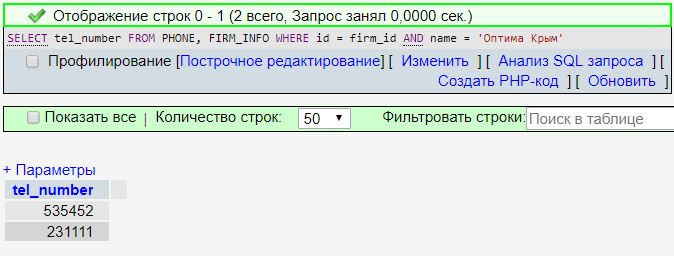 Отображение строк 0 - 1 (2 всего, Запрос занял 0,0000 сек.)
SELECT tel_number FROM PHONE, FIRM_INFO WHERE id = firm_id AND name = 'Оптима Крым'
Профилирование [Построчное редактирование] [ Изменить ] [ Анализ SQL запроса ] [
Создать PHP-код ] [ Обновить ]
Показать все | Количество строк: 50 Фильтровать строки: Поиск в таблице
+ Параметры
tel_number
535452
231111